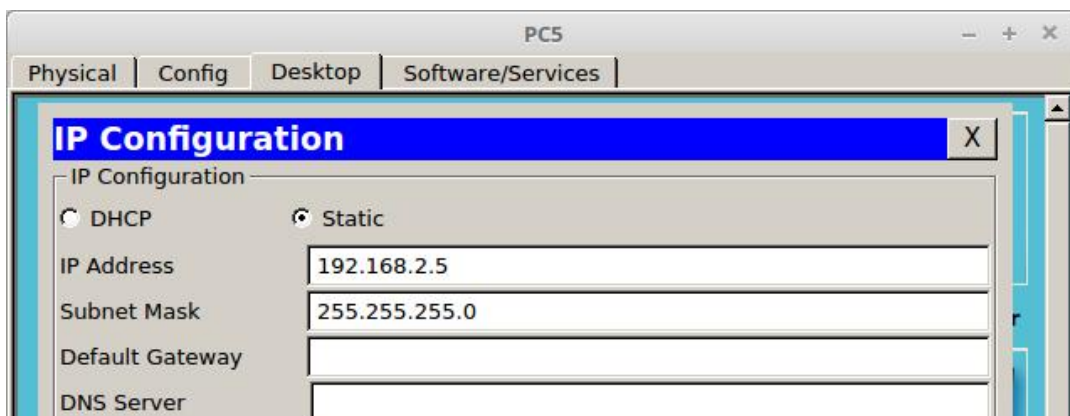 PC5
Physical Config Desktop Software/Services
IP Configuration X
IP Configuration
DHCP Static
IP Address 192.168.2.5
Subnet Mask 255.255.255.0
Default Gateway
DNS Server